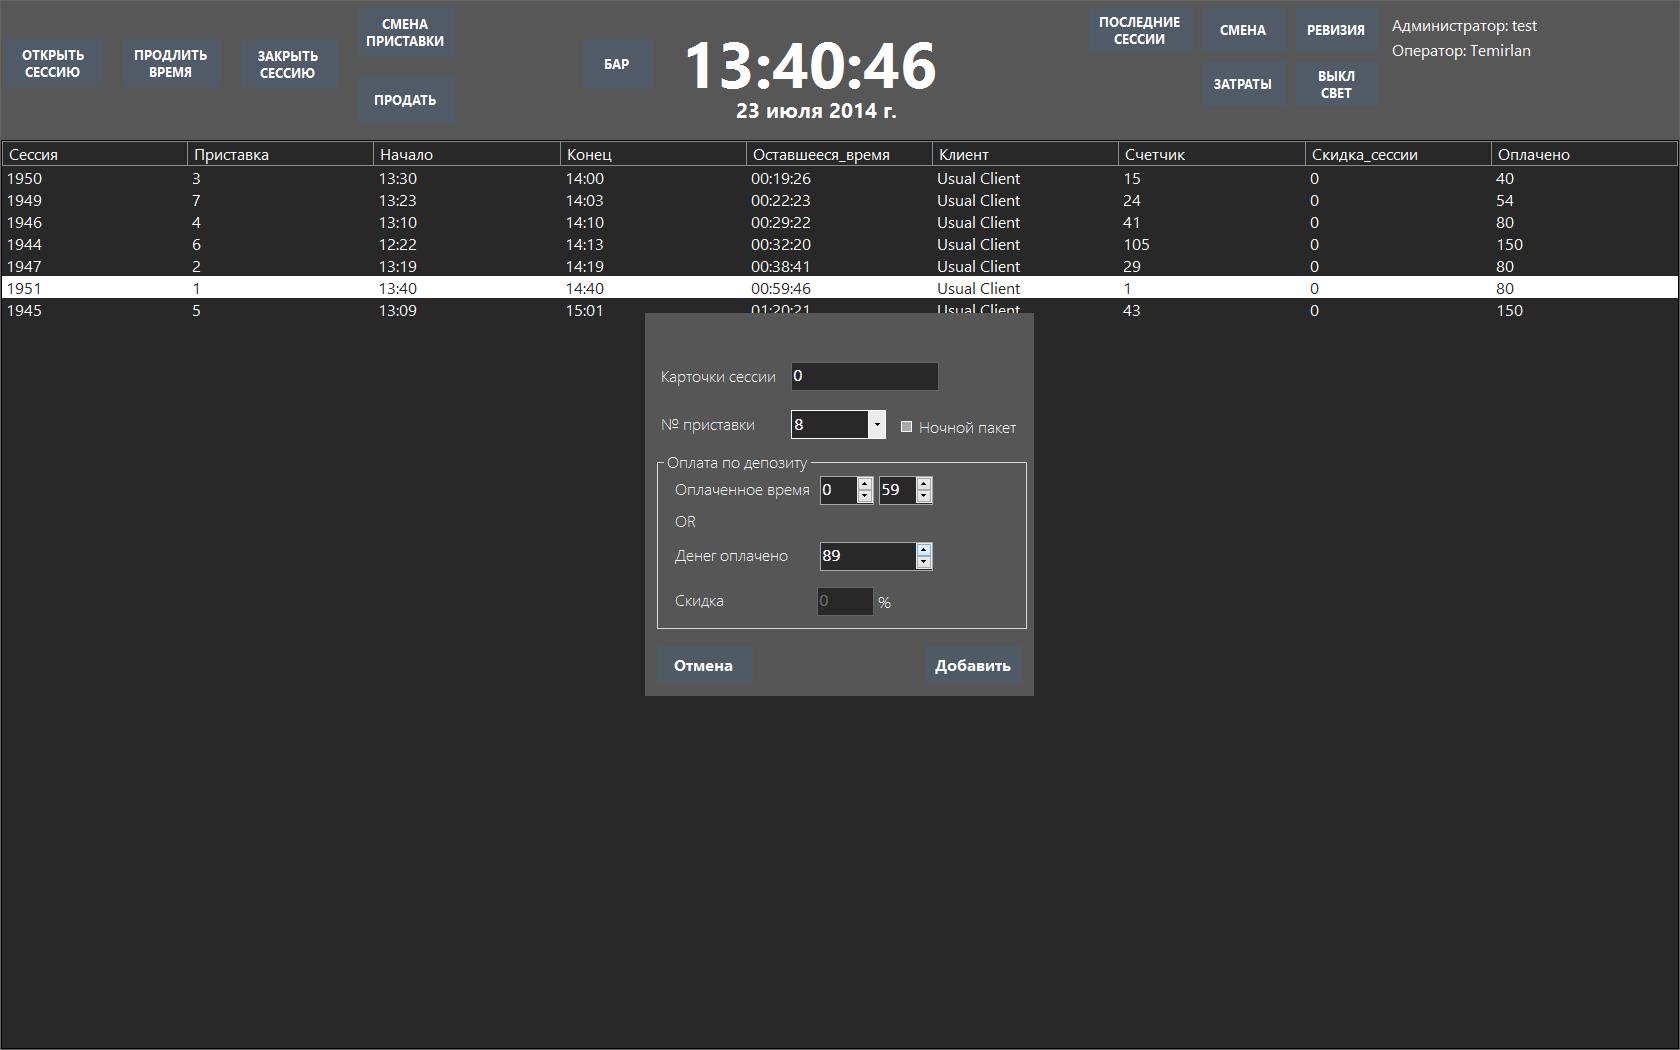 ОТКРЫТЬ
СЕССИЮ
ПРОДЛИТЬ
ВРЕМЯ
ЗАКРЫТЬ
СЕССИЮ
СМЕНА
ПРИСТАВКИ
ПРОДАТЬ
БАР
13:40:46
23 июля 2014 г.
ПОСЛЕДНИЕ
СЕССИИ
СМЕНА
РЕВИЗИЯ
ЗАТРАТЫ
ВЫКЛ
СВЕТ
Администратор: test
Оператор: Temirlan
Сессия Приставка Начало Конец Оставшееся_время Клиент Счетчик Скидка_сессии Оплачено
1950 3 13:30 14:00 00:19:26 Usual Client 15 0 40
1949 7 13:23 14:03 00:22:23 Usual Client 24 0 54
1946 4 13:10 14:10 00:29:22 Usual Client 41 0 80
1944 6 12:22 14:13 00:32:20 Usual Client 105 0 150
1947 2 13:19 14:19 00:38:41 Usual Client 29 0 80
1951 1 13:40 14:40 00:59:46 Usual Client 1 0 80
1945 5 13:09 15:01 01:20:21 Usual Client 43 0 150
Карточки сессии 0
№ приставки 8 Ночной пакет
Оплата по депозиту
Оплаченное время 0 59
OR
Денег оплачено 89
Скидка 0 %
Отмена Добавить